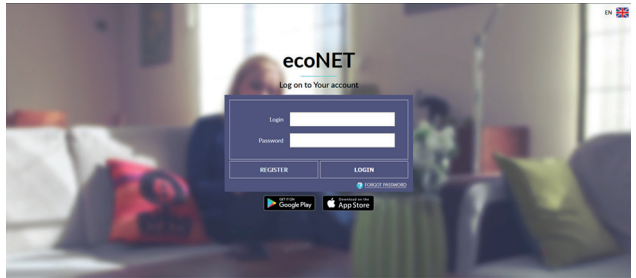 EN
ecoNET
Log on to Your account
Login
Password
REGISTER LOGIN
FORGOT PASSWORD
GET IT ON
Google Play
Download on the
App Store